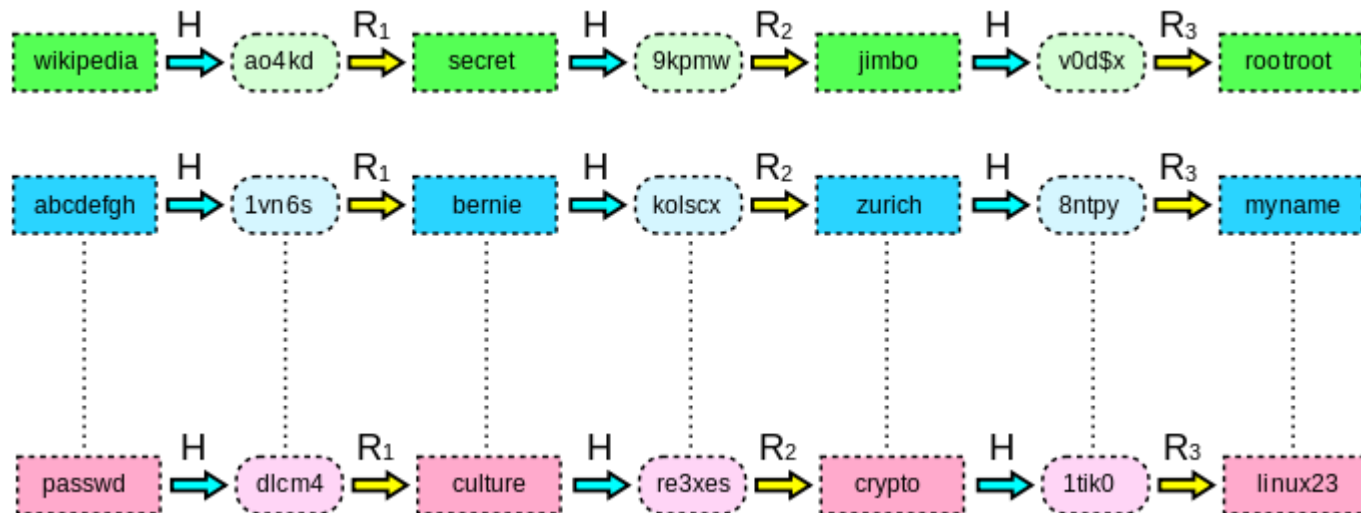 H R1 H R2 H R3
wikipedia ao4kd secret 9kpmw jimbo v0d$x rootroot
H R1 H R2 H R3
abcdefgh 1vn6s bernie kolscx zurich 8ntpy myname
H R1 H R2 H R3
passwd dlcm4 culture re3xes crypto 1tik0 linux23